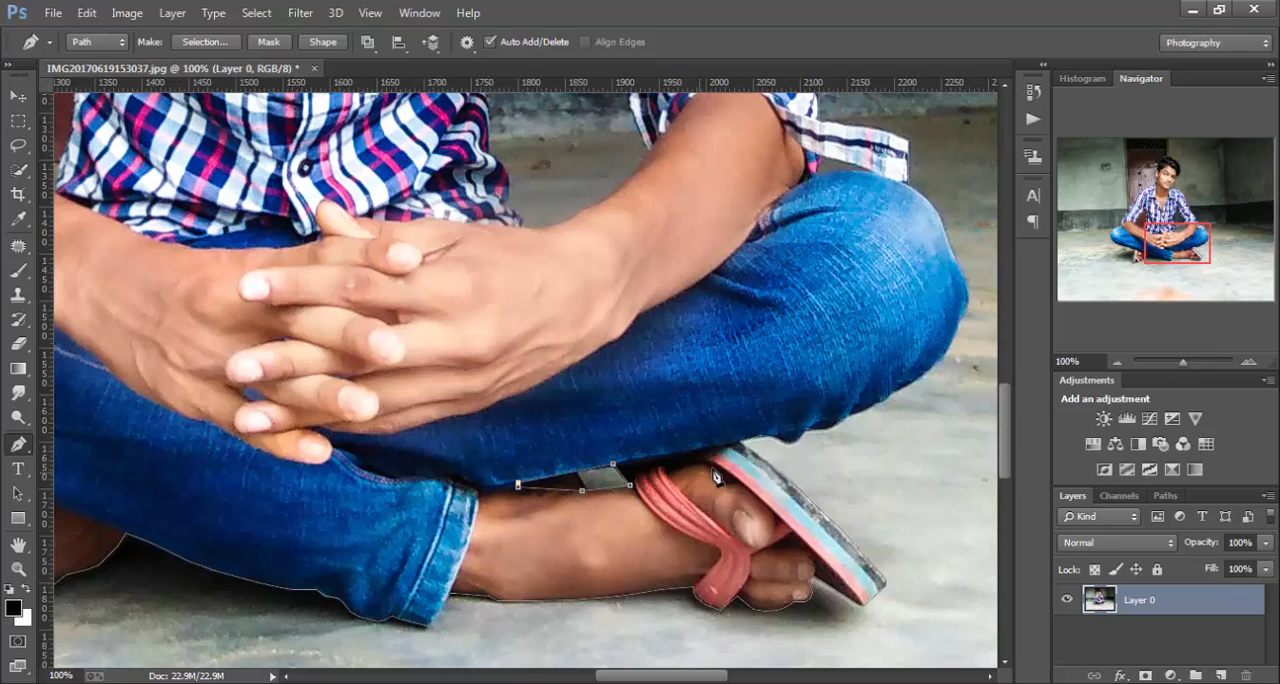 Ps File Edit Image Layer Type Select Filter 3D View Window Help
Path Make: Selection... Mask Shape Auto Add/Delete Align Edges Photography
IMG20170619153037.jpg @ 100% (Layer 0, RGB/8) *
Histogram Navigator
1300 1350 1400 1450 1500 1550 1600 1650 1700 1750 1800 1850 1900 1950 2000 2050 2100 2150 2200 2250
100%
Adjustments
Add an adjustment
Layers Channels Paths
Kind
Normal Opacity: 100%
Lock: Fill: 100%
Layer 0
100% Doc: 22.9M/22.9M